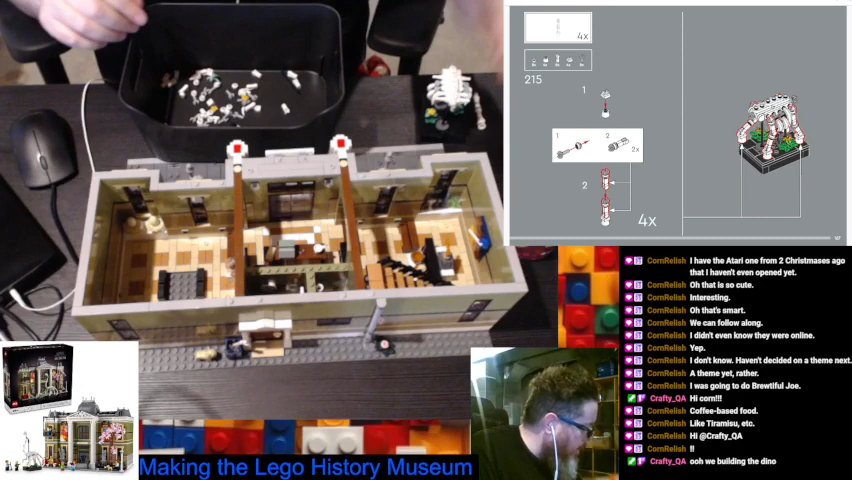 4x
215
1
1
2
2x
2
4x
CornRelish I have the Atari one from 2 Christmases ago
that I haven't even opened yet.
CornRelish Oh that is so cute.
CornRelish Interesting.
CornRelish Oh that's smart.
CornRelish We can follow along.
CornRelish I didn't even know they were online.
CornRelish Yep.
CornRelish I don't know. Haven't decided on a theme next.
CornRelish A theme yet, rather.
CornRelish I was going to do Brewtiful Joe.
Crafty_QA Hi corn!!!
CornRelish Coffee-based food.
CornRelish Like Tiramisu, etc.
CornRelish Hi @Crafty_QA
CornRelish !!
Crafty_QA ooh we building the dino
Making the Lego History Museum